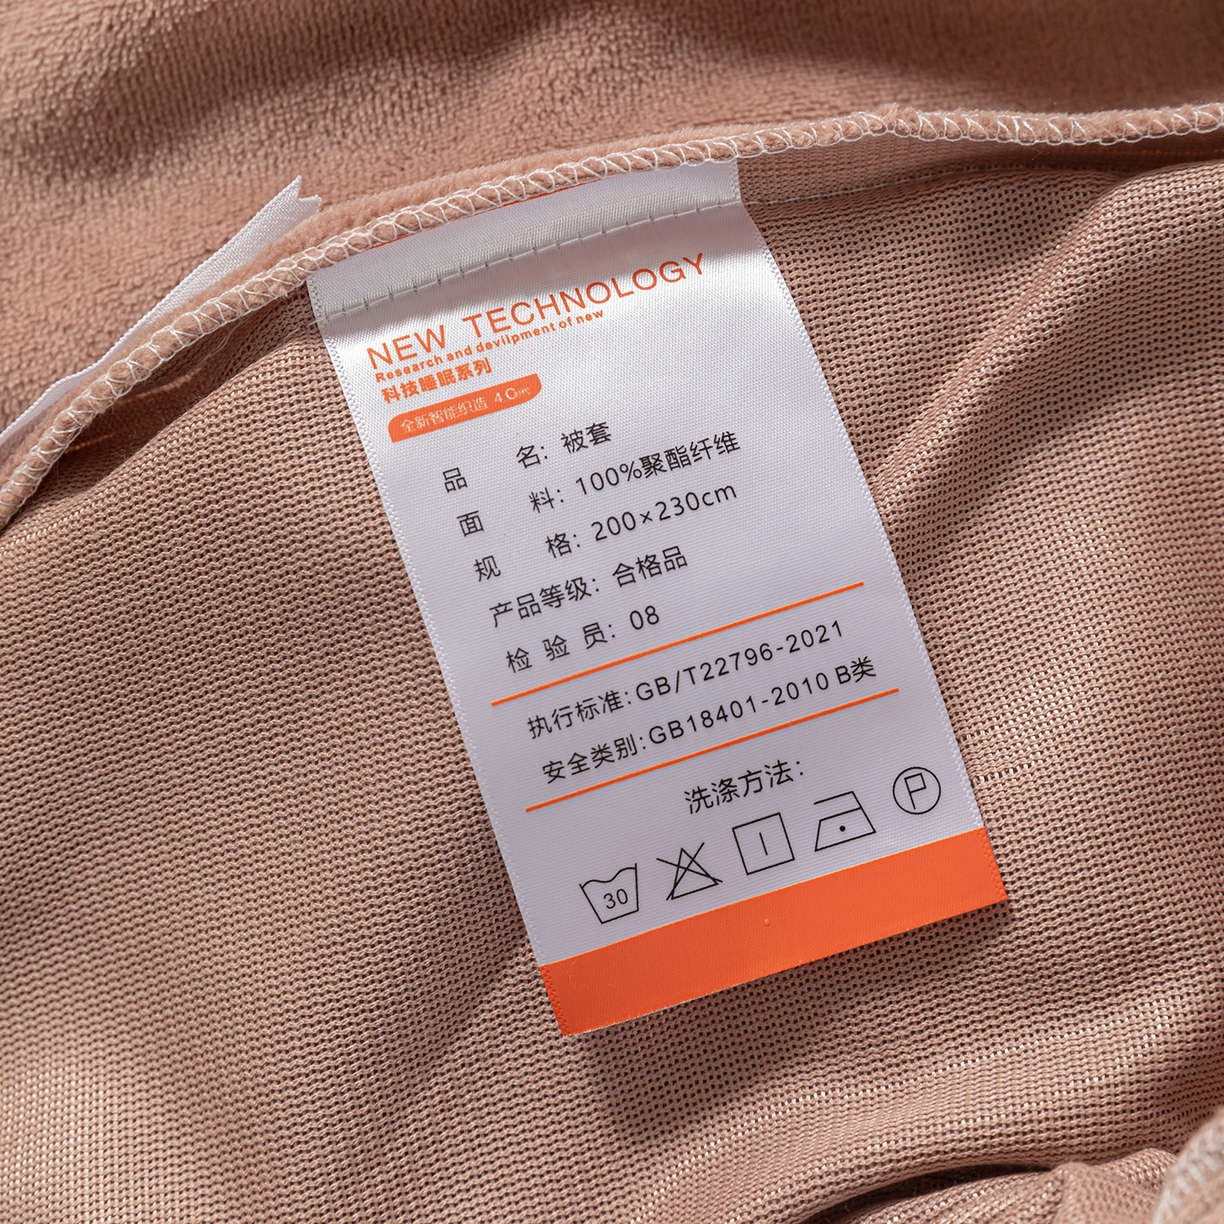 NEW TECHNOLOGY
Research and devilpment of new
科技睡眠系列
全新智能织造 4.0时代
品 名: 被套
面 料: 100%聚酯纤维
规 格: 200×230cm
产品等级: 合格品
检 验 员: 08
执行标准: GB/T22796-2021
安全类别: GB18401-2010 B类
洗涤方法:
30
P